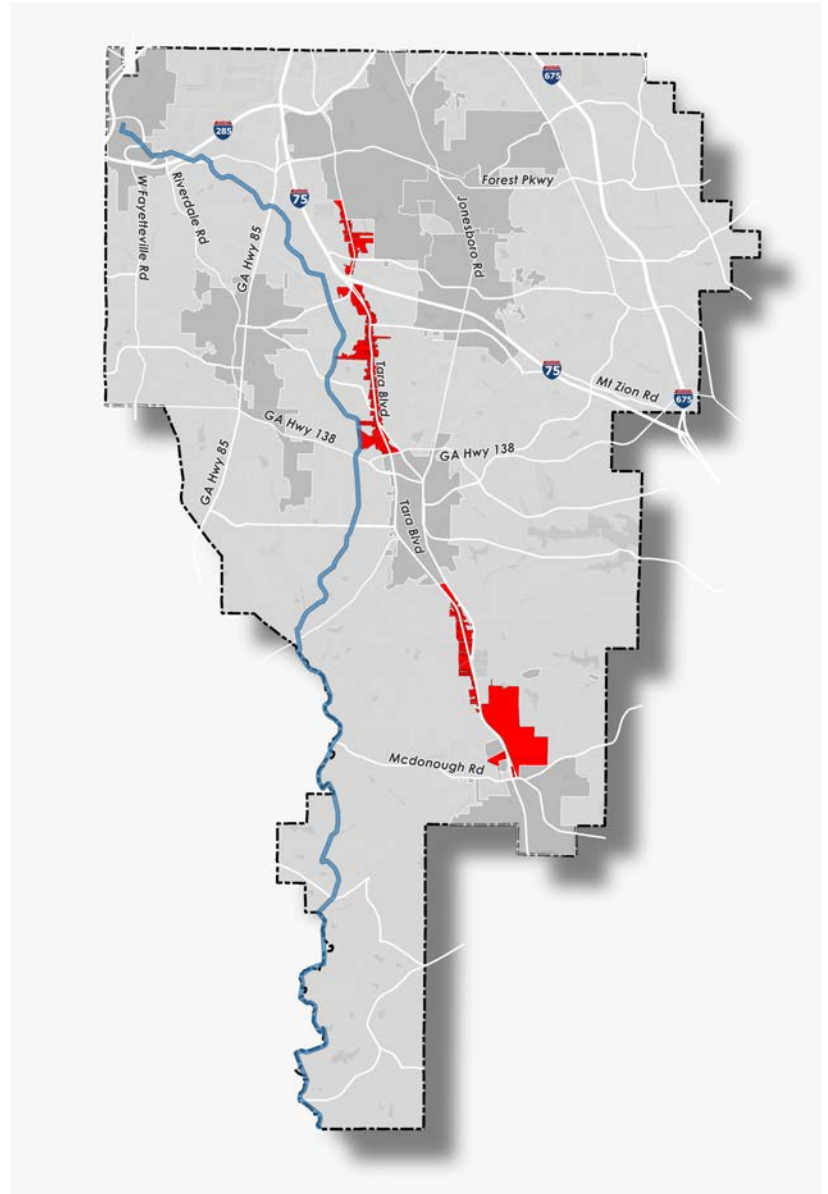 675
285
W Fayetteville Rd
Riverdale Rd
Forest Pkwy
75
Jonesboro Rd
GA Hwy 85
75
Tara Blvd
Mt Zion Rd
675
GA Hwy 138
GA Hwy 138
GA Hwy 85
Tara Blvd
Mcdonough Rd